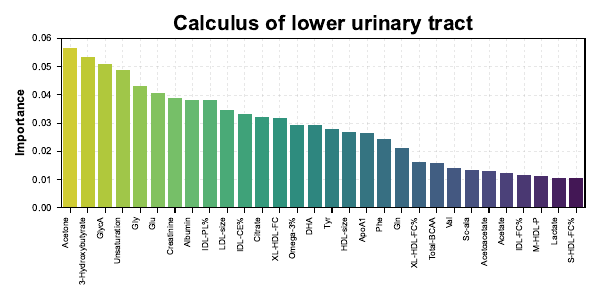 Calculus of lower urinary tract
Importance
0.06
0.05
0.04
0.03
0.02
0.01
0.00
Acetone
3-Hydroxybutyrate
GlycA
Unsaturation
Gly
Glu
Creatinine
Albumin
IDL-PL%
LDL-size
IDL-CE%
Citrate
XL-HDL-FC
Omega-3%
DHA
Tyr
HDL-size
ApoA1
Phe
Gln
XL-HDL-FC%
Total-BCAA
Val
Sc-ala
Acetoacetate
Acetate
IDL-FC%
M-HDL-P
Lactate
S-HDL-FC%